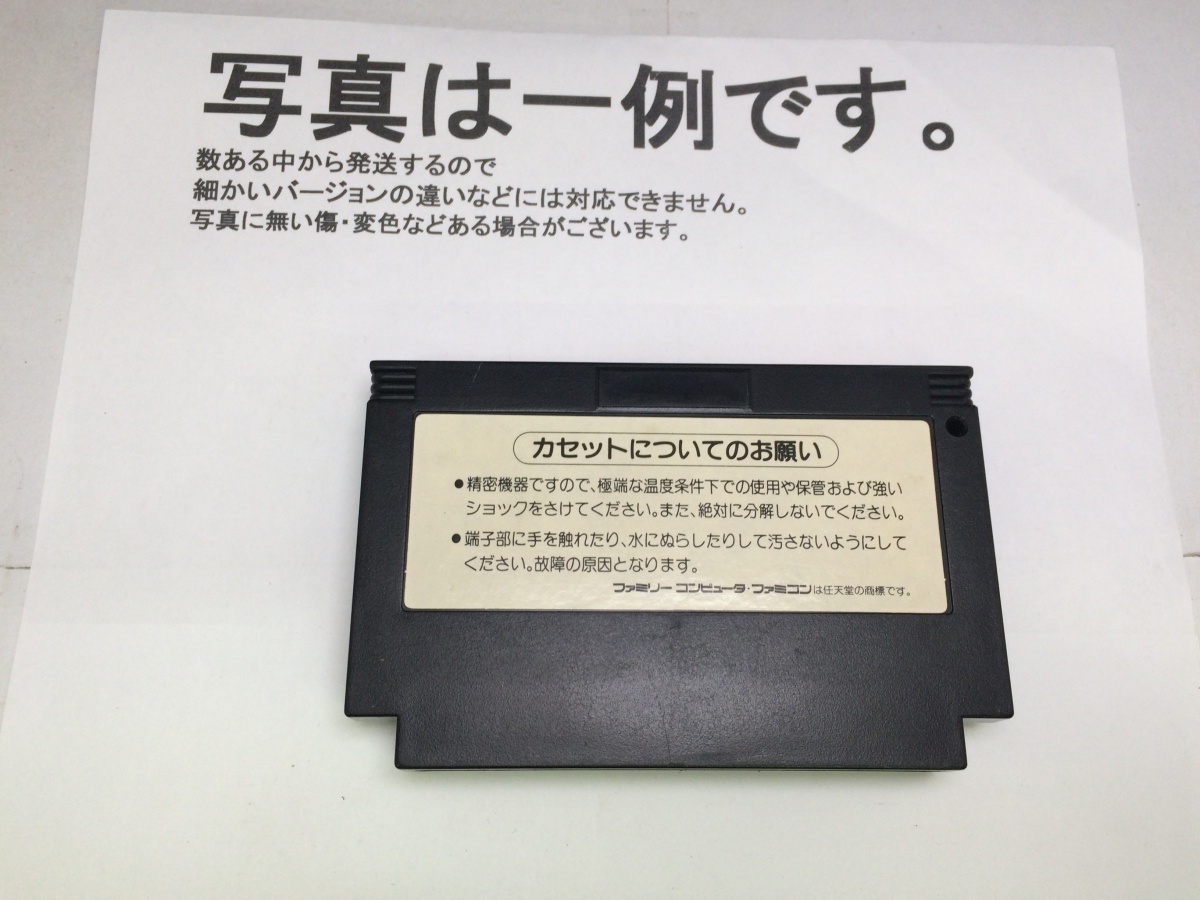 写真は一例です。
数ある中から発送するので
細かいバージョンの違いなどには対応できません。
写真に無い傷・変色などある場合がございます。
カセットについてのお願い
●精密機器ですので、極端な温度条件下での使用や保管および強い
ショックをさけてください。また、絶対に分解しないでください。
●端子部に手を触れたり、水にぬらしたりして汚さないようにして
ください。故障の原因となります。
ファミリーコンピュータ・ファミコンは任天堂の商標です。